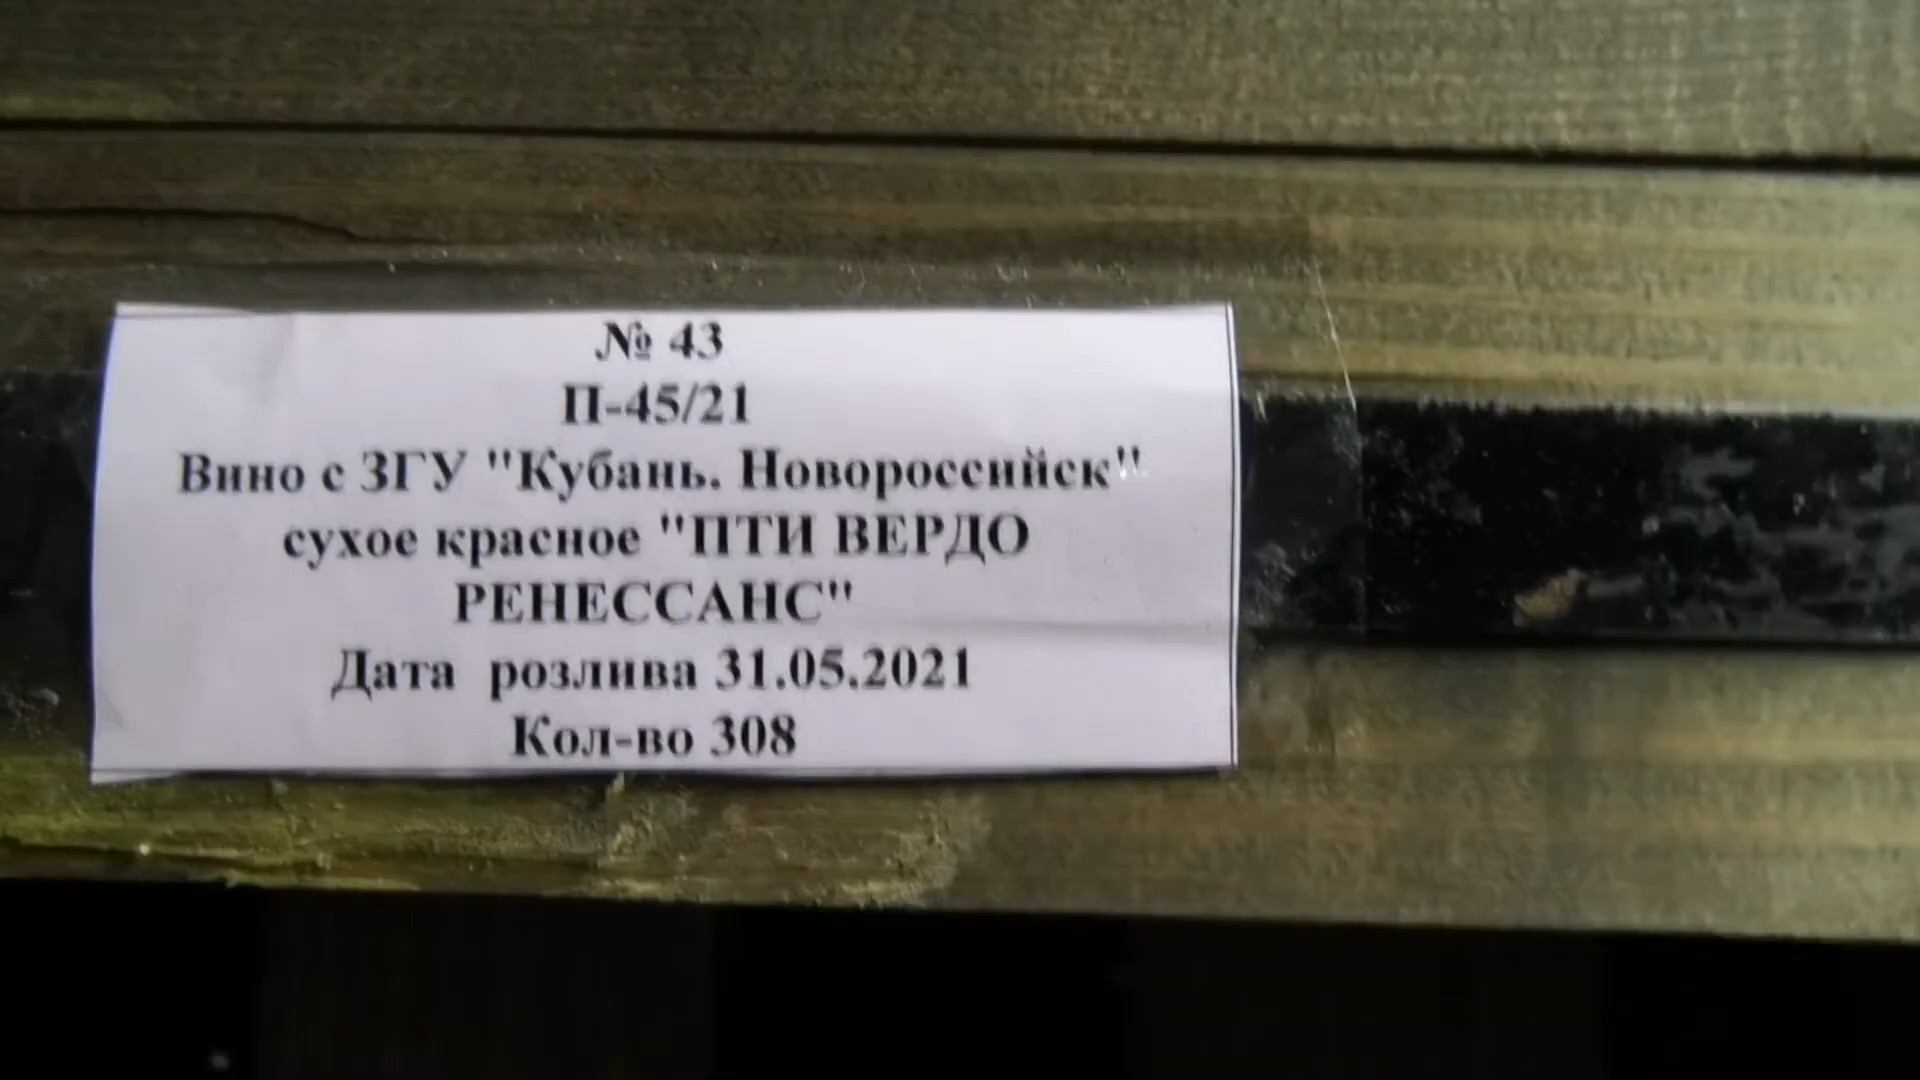 № 43
П-45/21
Вино с ЗГУ "Кубань. Новороссийск"
сухое красное "ПТИ ВЕРДО
РЕНЕССАНС"
Дата розлива 31.05.2021
Кол-во 308